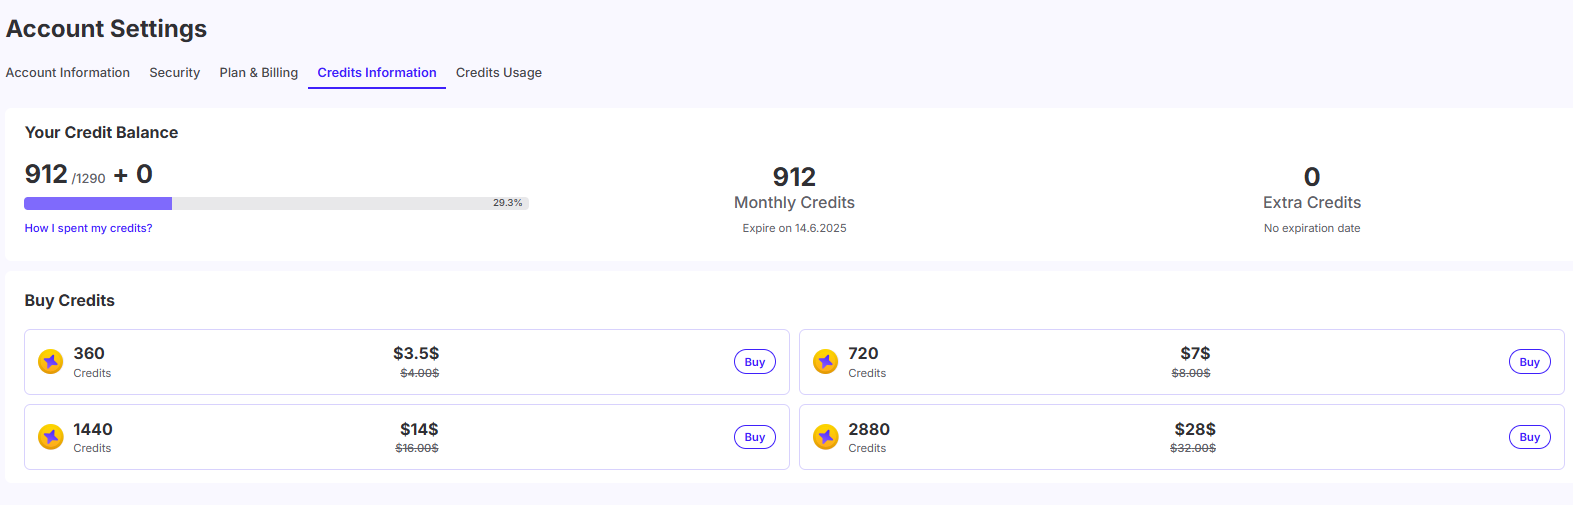 Account Settings
Account Information Security Plan & Billing Credits Information Credits Usage
Your Credit Balance
912 /1290 + 0
29.3%
How I spent my credits?
912
Monthly Credits
Expire on 14.6.2025
0
Extra Credits
No expiration date
Buy Credits
360
Credits
$3.5$
$4.00$
Buy
720
Credits
$7$
$8.00$
Buy
1440
Credits
$14$
$16.00$
Buy
2880
Credits
$28$
$32.00$
Buy